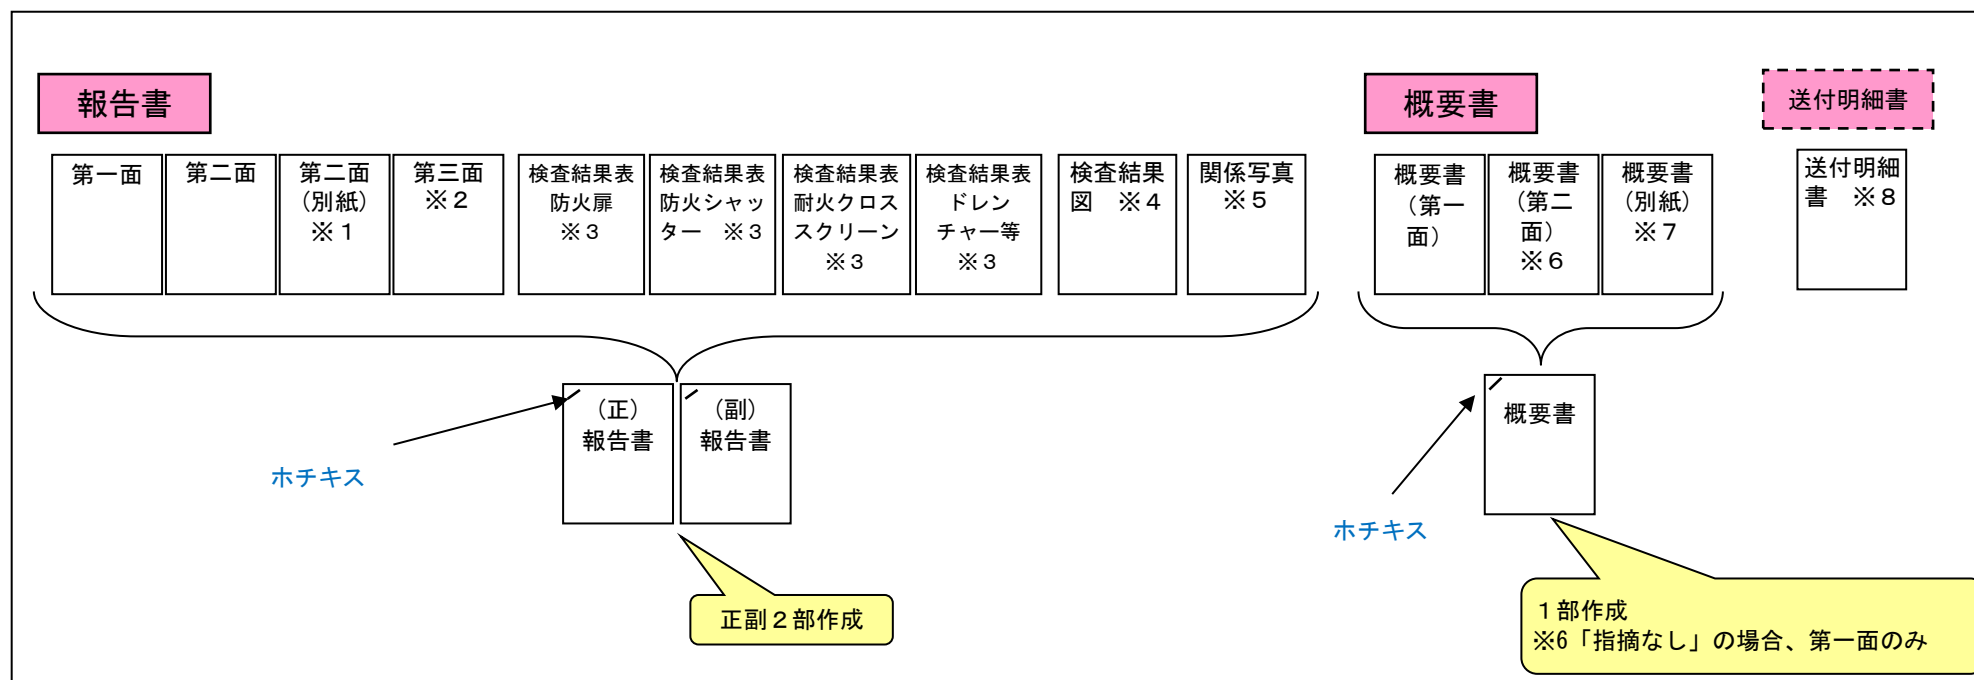 報告書
概要書
送付明細書
第一面
第二面
第二面
（別紙）
※１
第三面
※２
検査結果表
防火扉
※３
検査結果表
防火シャッ
ター　※３
検査結果表
耐火クロス
スクリーン
※３
検査結果表
ドレン
チャー等
※３
検査結果
図　※４
関係写真
※５
概要書
（第一
面）
概要書
（第二
面）
※６
概要書
（別紙）
※７
送付明細
書　※８
（正）
報告書
（副）
報告書
概要書
ホチキス
ホチキス
正副２部作成
１部作成
※6「指摘なし」の場合、第一面のみ